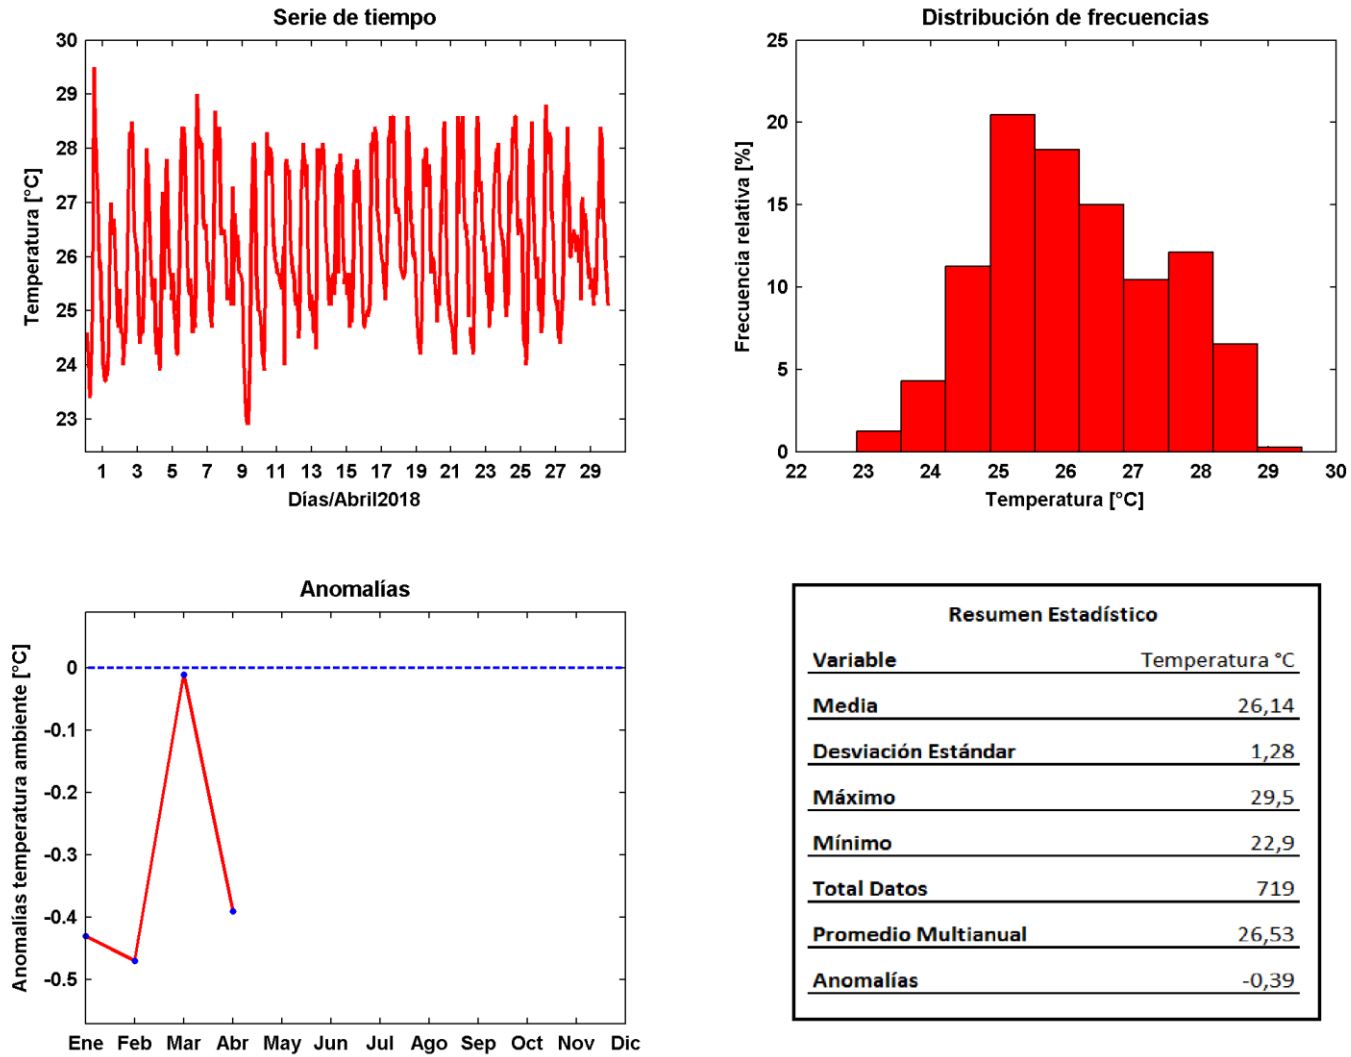 Serie de tiempo
Temperatura [°C]
30
29
28
27
26
25
24
23
1 3 5 7 9 11 13 15 17 19 21 23 25 27 29
Días/Abril2018
Distribución de frecuencias
Frecuencia relativa [%]
25
20
15
10
5
0
22 23 24 25 26 27 28 29 30
Temperatura [°C]
Anomalías
Anomalías temperatura ambiente [°C]
0
-0.1
-0.2
-0.3
-0.4
-0.5
Ene Feb Mar Abr May Jun Jul Ago Sep Oct Nov Dic
Resumen Estadístico
Variable Temperatura °C
Media 26,14
Desviación Estándar 1,28
Máximo 29,5
Mínimo 22,9
Total Datos 719
Promedio Multianual 26,53
Anomalías -0,39